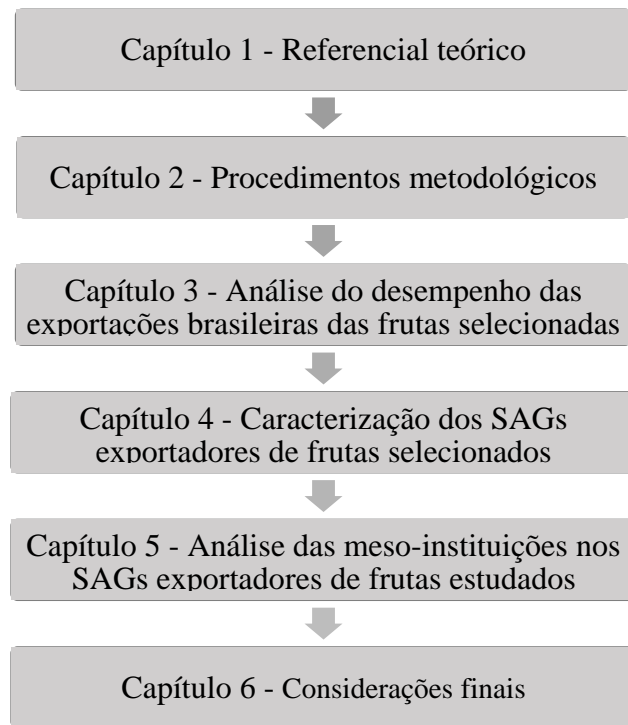 Capítulo 1 - Referencial teórico
Capítulo 2 - Procedimentos metodológicos
Capítulo 3 - Análise do desempenho das
exportações brasileiras das frutas selecionadas
Capítulo 4 - Caracterização dos SAGs
exportadores de frutas selecionados
Capítulo 5 - Análise das meso-instituições nos
SAGs exportadores de frutas estudados
Capítulo 6 - Considerações finais